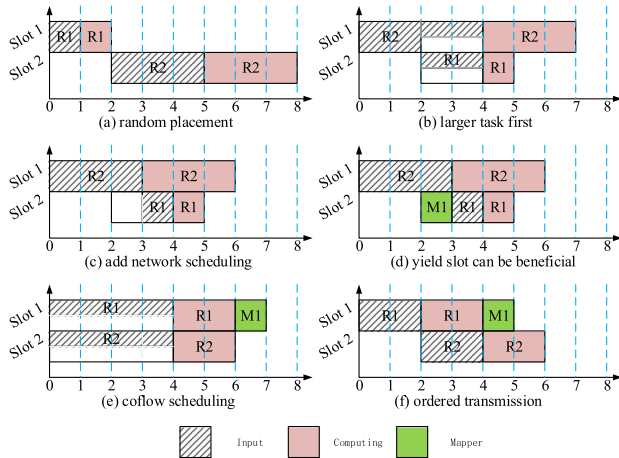 Slot 1 R1 R1
Slot 2 R2 R2
0 1 2 3 4 5 6 7 8
(a) random placement
Slot 1 R2 R2
Slot 2 R1 R1
0 1 2 3 4 5 6 7 8
(b) larger task first
Slot 1 R2 R2
Slot 2 R1 R1
0 1 2 3 4 5 6 7 8
(c) add network scheduling
Slot 1 R2 R2
Slot 2 M1 R1 R1
0 1 2 3 4 5 6 7 8
(d) yield slot can be beneficial
Slot 1 R1 R1 M1
Slot 2 R2 R2
0 1 2 3 4 5 6 7 8
(e) coflow scheduling
Slot 1 R1 R1 M1
Slot 2 R2 R2
0 1 2 3 4 5 6 7 8
(f) ordered transmission
Input Computing Mapper